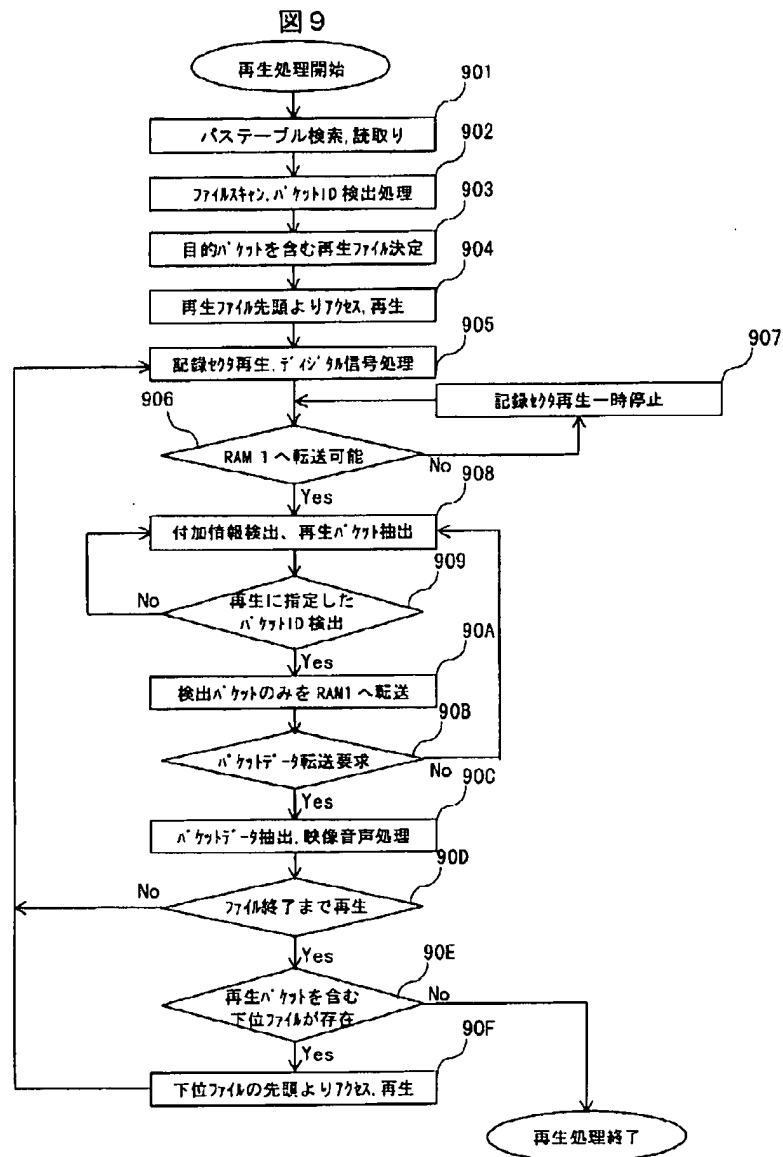 図9
再生処理開始
901
パステーブル検索,読取り
902
ファイルスキャン,パケットID 検出処理
903
目的パケットを含む再生ファイル決定
904
再生ファイル先頭よりアクセス,再生
905
記録セクタ再生,ディジタル信号処理
907
記録セクタ再生一時停止
906
RAM 1 へ転送可能
No
Yes
908
付加情報検出、再生パケット抽出
909
No
再生に指定した
パケットID 検出
Yes
90A
検出パケットのみを RAM1 へ転送
90B
パケットデータ転送要求
No
Yes
90C
パケットデータ抽出,映像音声処理
90D
No
ファイル終了まで再生
Yes
90E
再生パケットを含む
下位ファイルが存在
No
Yes
90F
下位ファイルの先頭よりアクセス,再生
再生処理終了